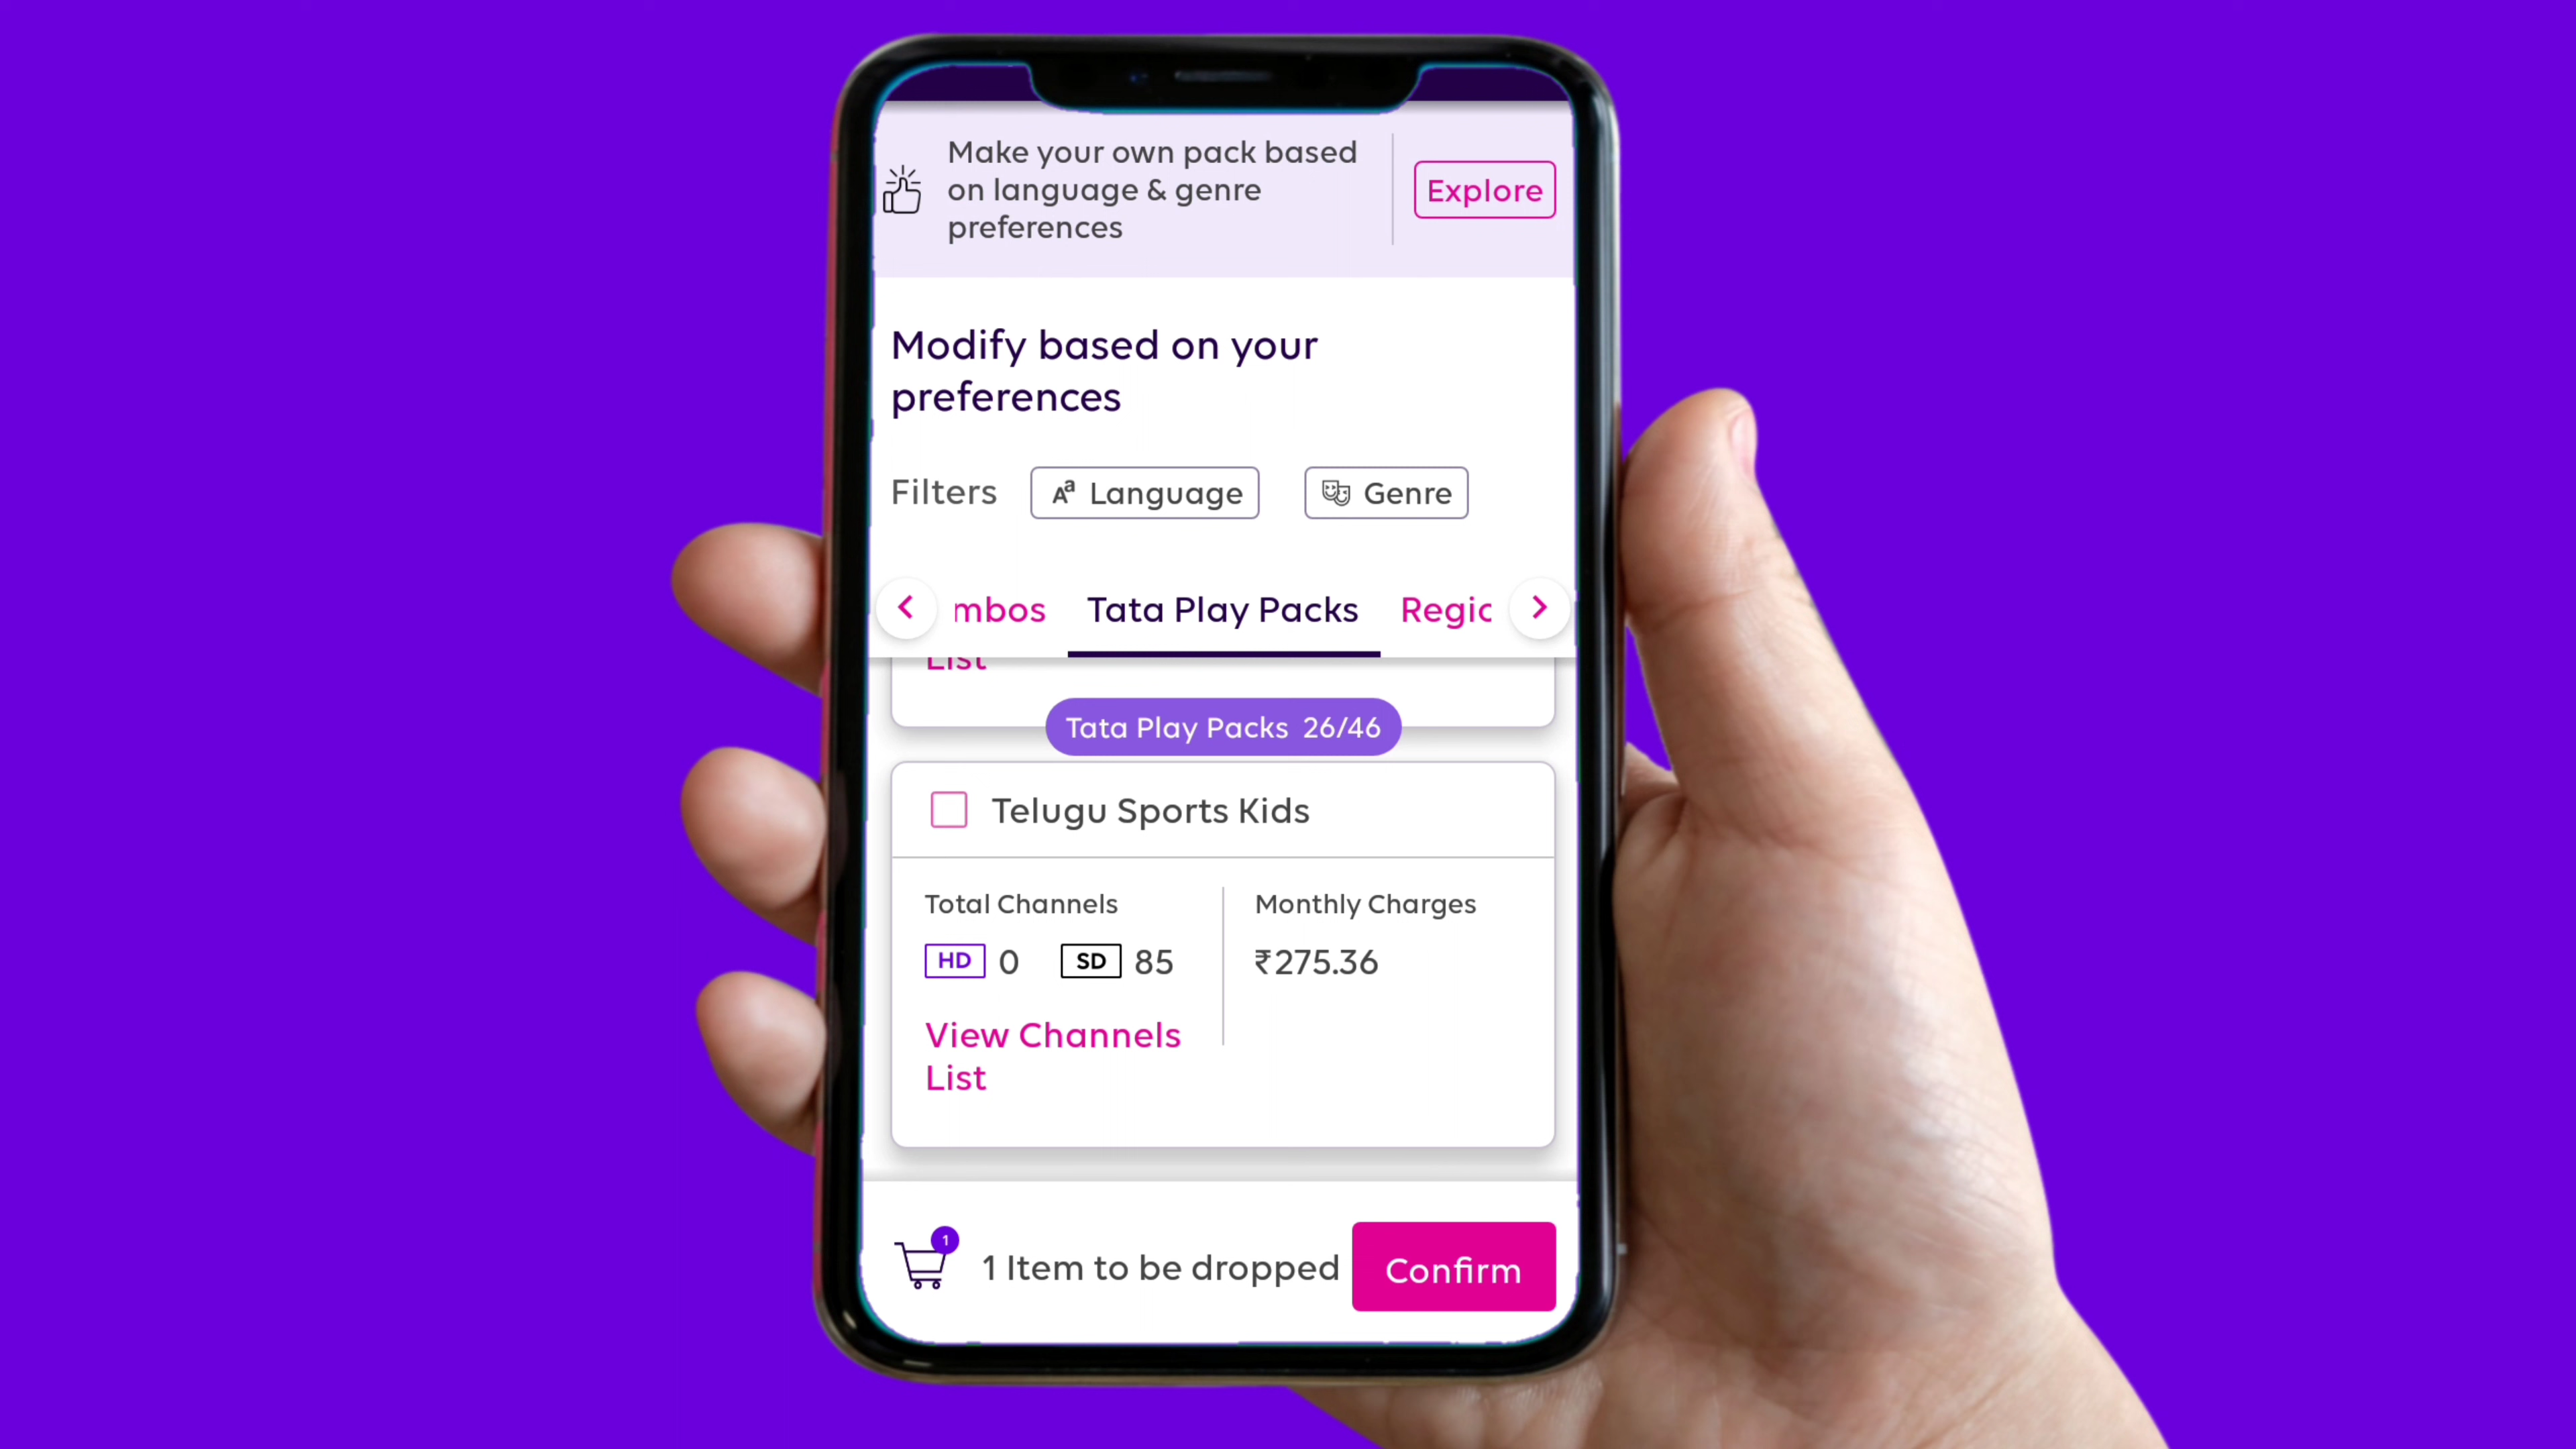 Make your own pack based
on language & genre
preferences
Explore
Modify based on your
preferences
Filters
Aa Language
Genre
mbos
Tata Play Packs
Regic
List
Tata Play Packs 26/46
Telugu Sports Kids
Total Channels
Monthly Charges
HD 0 SD 85
₹275.36
View Channels
List
1
1 Item to be dropped
Confirm